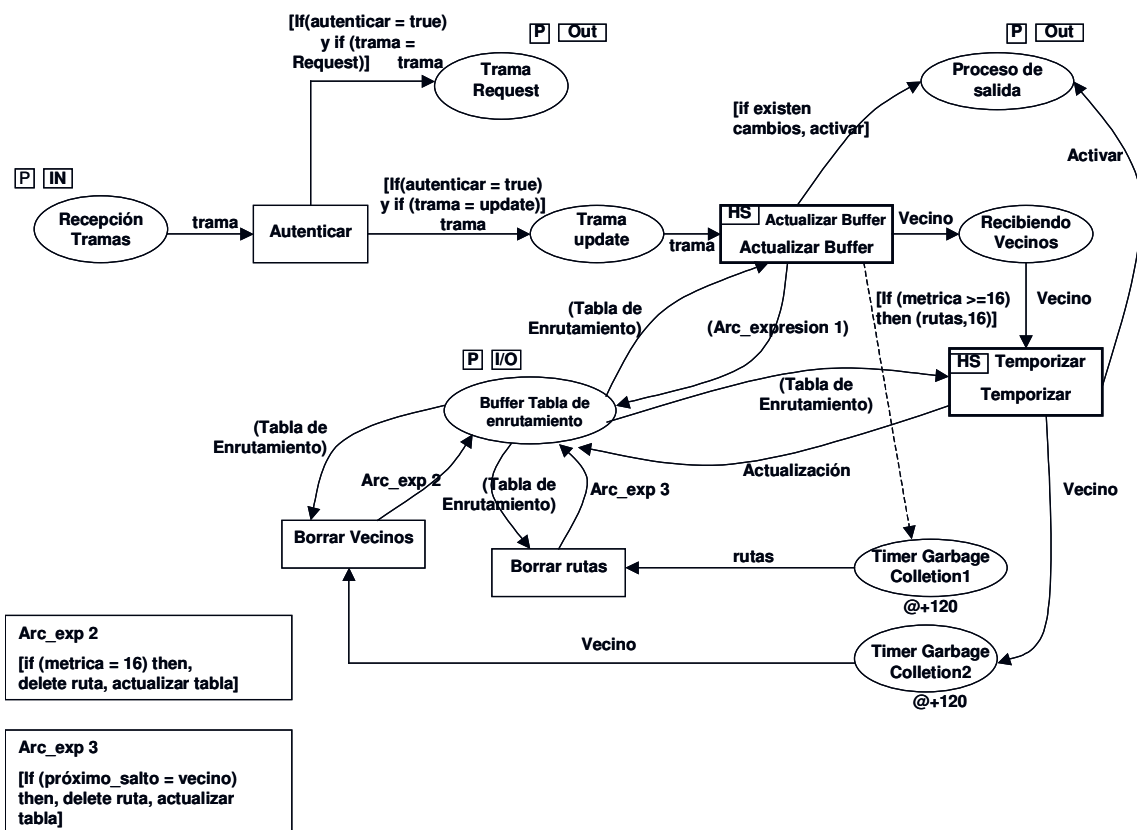 [If(autenticar = true)
y if (trama =
Request)]
trama
P Out
Trama
Request
P Out
Proceso de
salida
[if existen
cambios, activar]
Activar
P IN
Recepción
Tramas
trama
Autenticar
[If(autenticar = true)
y if (trama = update)]
trama
Trama
update
trama
HS Actualizar Buffer
Actualizar Buffer
Vecino
Recibiendo
Vecinos
[If (metrica >=16)
then (rutas,16)]
Vecino
(Tabla de
Enrutamiento)
(Arc_expresion 1)
HS Temporizar
Temporizar
P I/O
Buffer Tabla de
enrutamiento
(Tabla de
Enrutamiento)
(Tabla de
Enrutamiento)
Arc_exp 2
(Tabla de
Enrutamiento)
Arc_exp 3
Actualización
Vecino
Borrar Vecinos
Borrar rutas
rutas
Timer Garbage
Colletion1
@+120
Vecino
Timer Garbage
Colletion2
@+120
Arc_exp 2
[if (metrica = 16) then,
delete ruta, actualizar tabla]
Arc_exp 3
[If (próximo_salto = vecino)
then, delete ruta, actualizar
tabla]